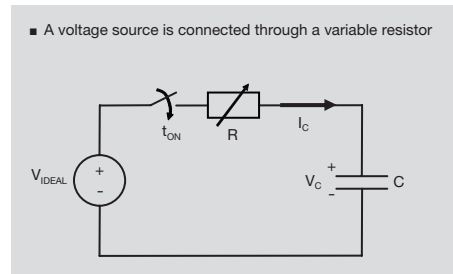 ■ A voltage source is connected through a variable resistor
tON
R
IC
VIDEAL
+
-
+
VC
-
C